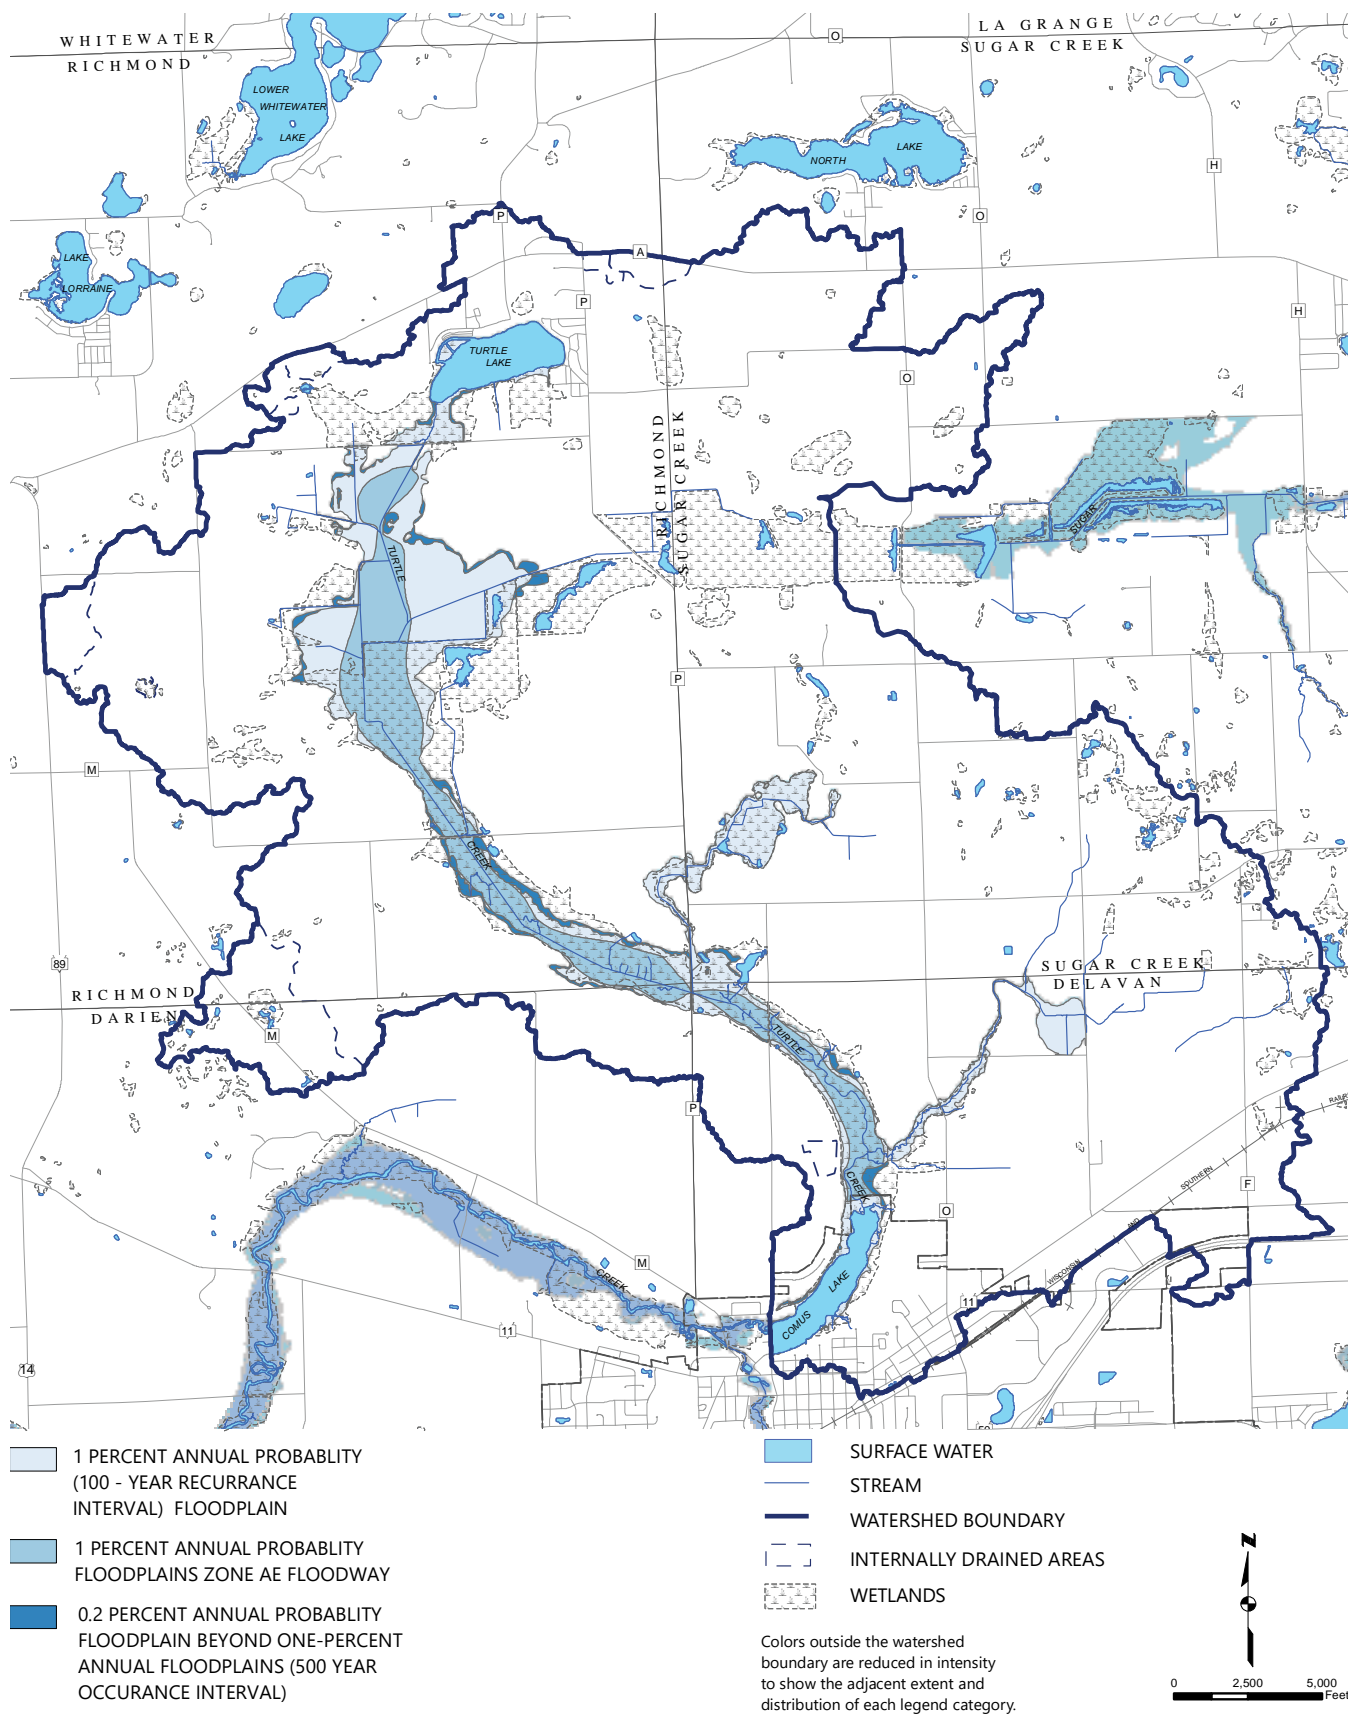 WHITEWATER
RICHMOND
LA GRANGE
SUGAR CREEK
O
LOWER
WHITEWATER
LAKE
NORTH
LAKE
H
P
O
A
LAKE
LORRAINE
P
H
TURTLE
LAKE
O
RICHMOND
SUGAR CREEK
SUGAR
TURTLE
P
M
CREEK
89
SUGAR CREEK
DELAVAN
RICHMOND
DARIEN
M
TURTLE
P
SOUTHERN
F
CREEK
O
AND
WISCONSIN
M
CREEK
LAKE
COMUS
11
11
14
1 PERCENT ANNUAL PROBABLITY
(100 - YEAR RECURRANCE
INTERVAL) FLOODPLAIN
1 PERCENT ANNUAL PROBABLITY
FLOODPLAINS ZONE AE FLOODWAY
0.2 PERCENT ANNUAL PROBABLITY
FLOODPLAIN BEYOND ONE-PERCENT
ANNUAL FLOODPLAINS (500 YEAR
OCCURANCE INTERVAL)
SURFACE WATER
STREAM
WATERSHED BOUNDARY
INTERNALLY DRAINED AREAS
WETLANDS
Colors outside the watershed
boundary are reduced in intensity
to show the adjacent extent and
distribution of each legend category.
N
0 2,500 5,000
Feet